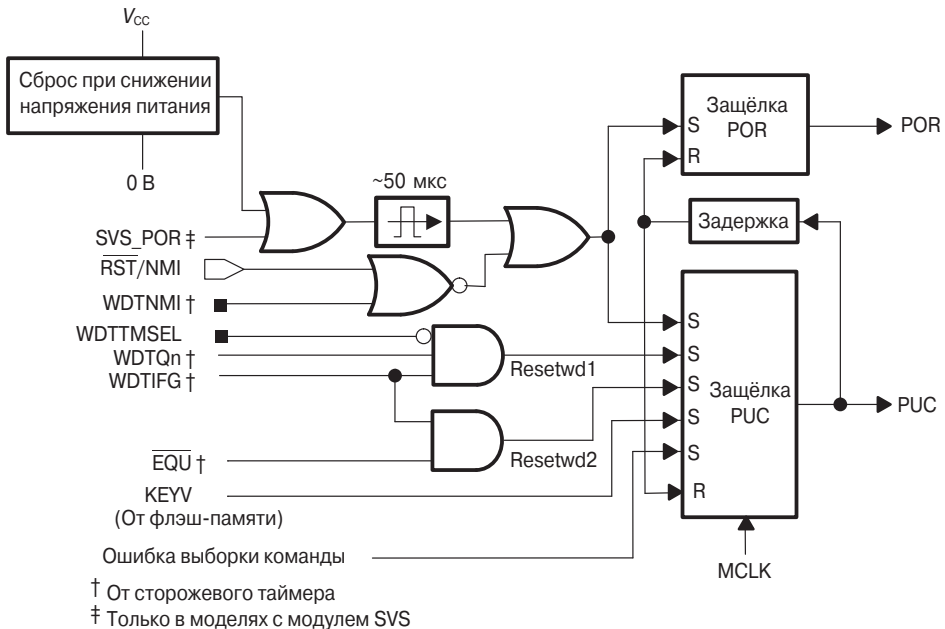 VCC
Сброс при снижении
напряжения питания
0 В
~50 мкс
SVS_POR ‡
RST/NMI
WDTNMI †
WDTTMSEL
WDTQn †
WDTIFG †
EQU †
KEYV
(От флэш-памяти)
Ошибка выборки команды
Resetwd1
Resetwd2
Защёлка
POR
S
R
POR
Задержка
S
S
S
S
S
R
Защёлка
PUC
PUC
MCLK
† От сторожевого таймера
‡ Только в моделях с модулем SVS